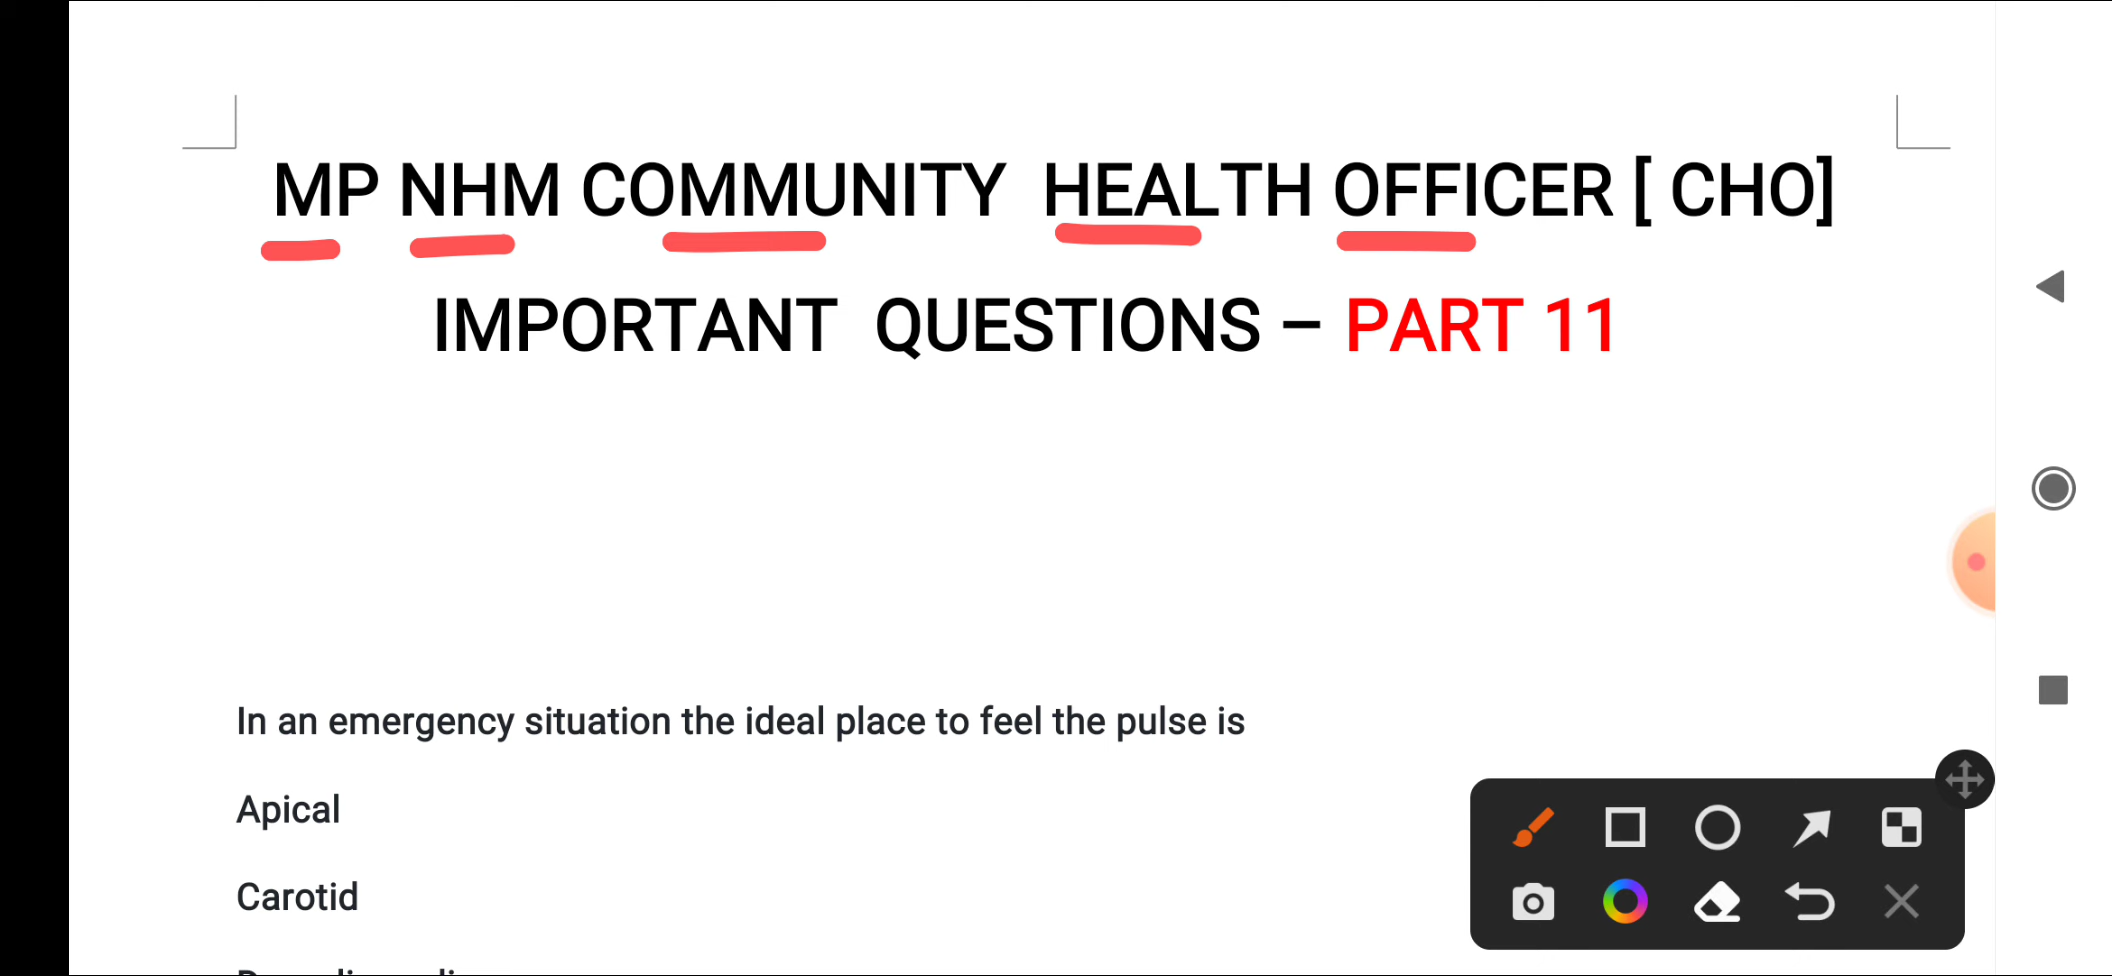 MP NHM COMMUNITY HEALTH OFFICER [ CHO]
IMPORTANT QUESTIONS – PART 11
In an emergency situation the ideal place to feel the pulse is
Apical
Carotid